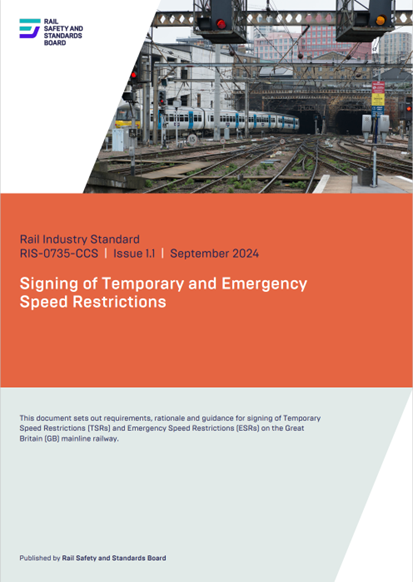 RAIL
SAFETY AND
STANDARDS
BOARD
Rail Industry Standard
RIS-0735-CCS | Issue 1.1 | September 2024
Signing of Temporary and Emergency
Speed Restrictions
This document sets out requirements, rationale and guidance for signing of Temporary
Speed Restrictions (TSRs) and Emergency Speed Restrictions (ESRs) on the Great
Britain (GB) mainline railway.
Published by Rail Safety and Standards Board